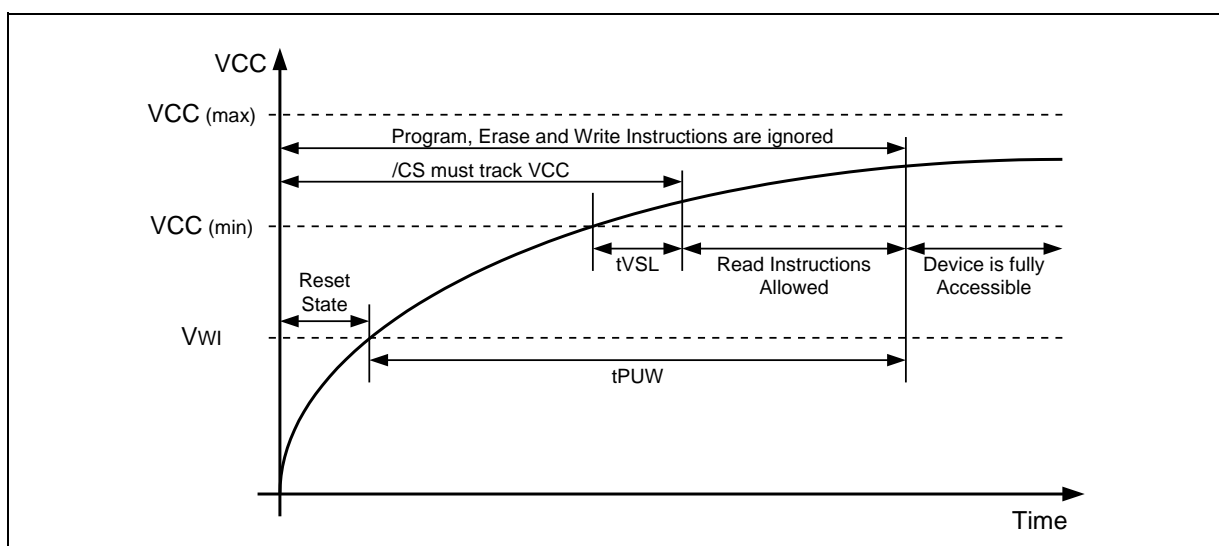 VCC
VCC (max)
Program, Erase and Write Instructions are ignored
/CS must track VCC
VCC (min)
tVSL
Read Instructions
Allowed
Device is fully
Accessible
Reset
State
VWI
tPUW
Time